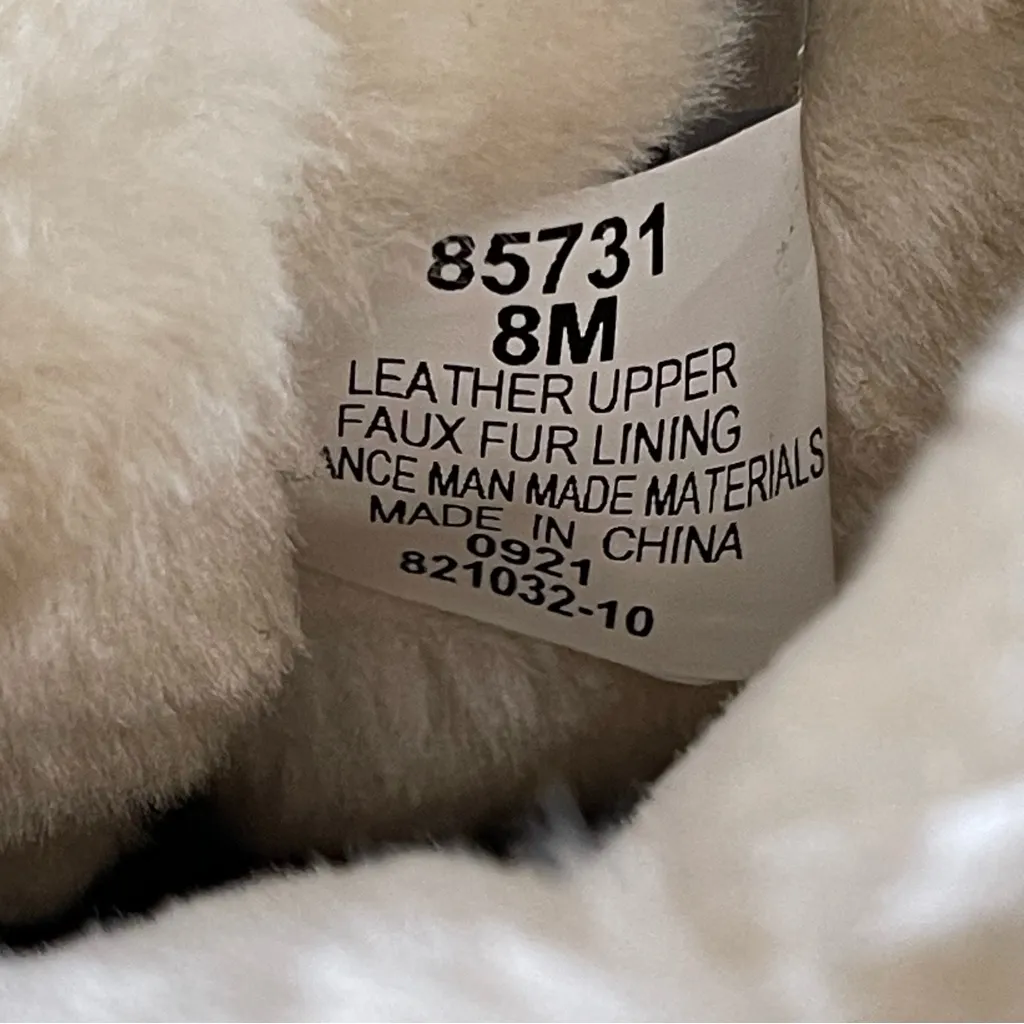 85731
8M
LEATHER UPPER
FAUX FUR LINING
ANCE MAN MADE MATERIALS
MADE IN CHINA
0921
821032-10